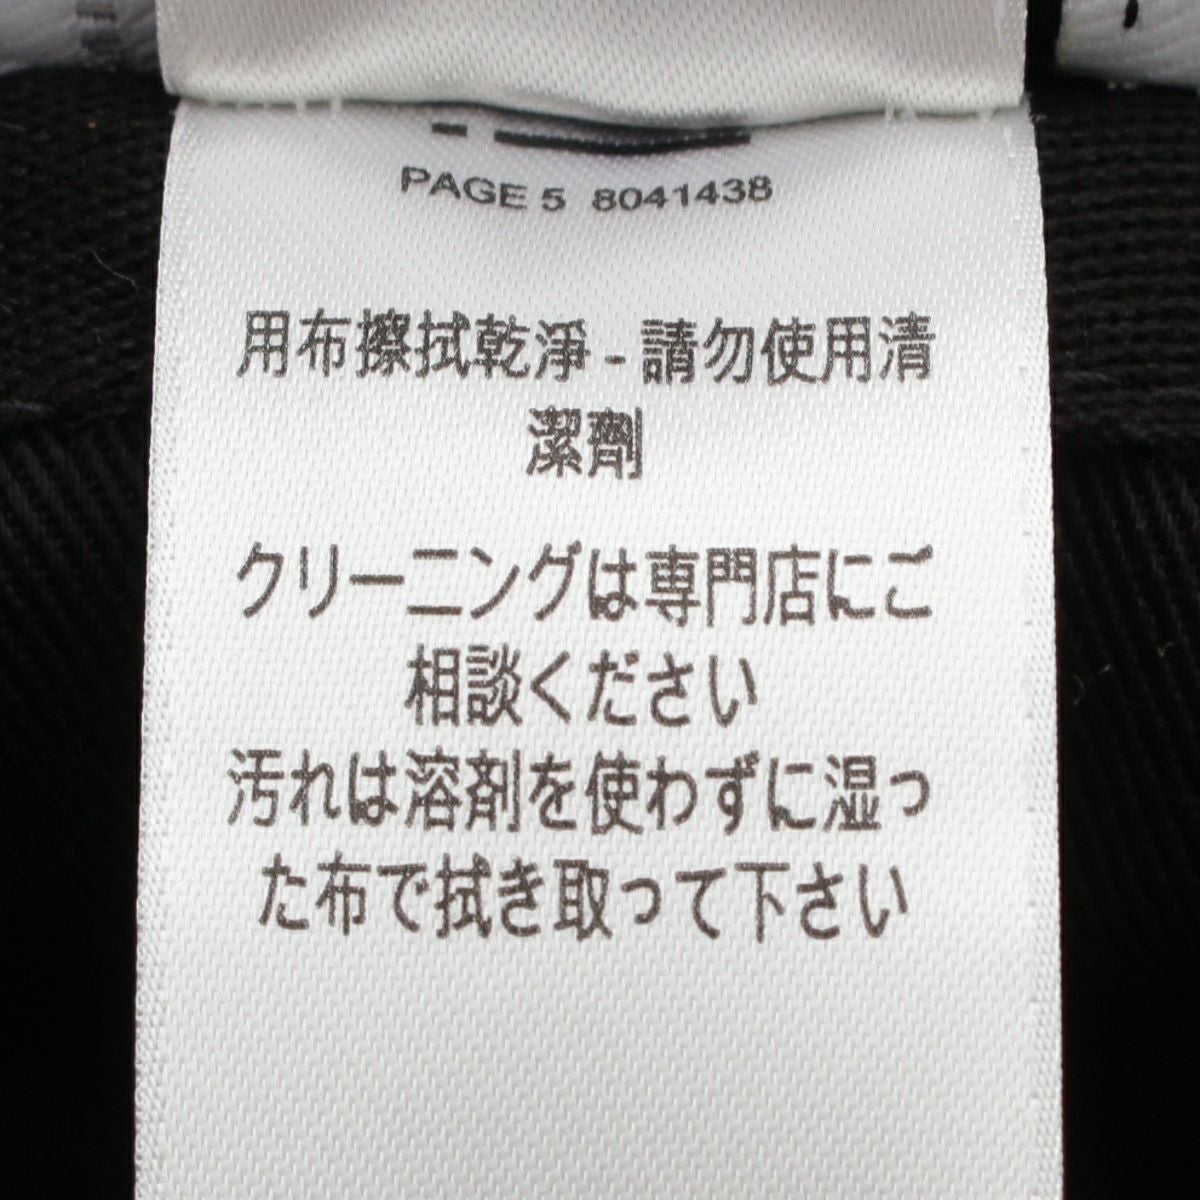 PAGE 5 8041438
用布擦拭乾淨 - 請勿使用清
潔劑
クリーニングは専門店にご
相談ください
汚れは溶剤を使わずに湿っ
た布で拭き取って下さい